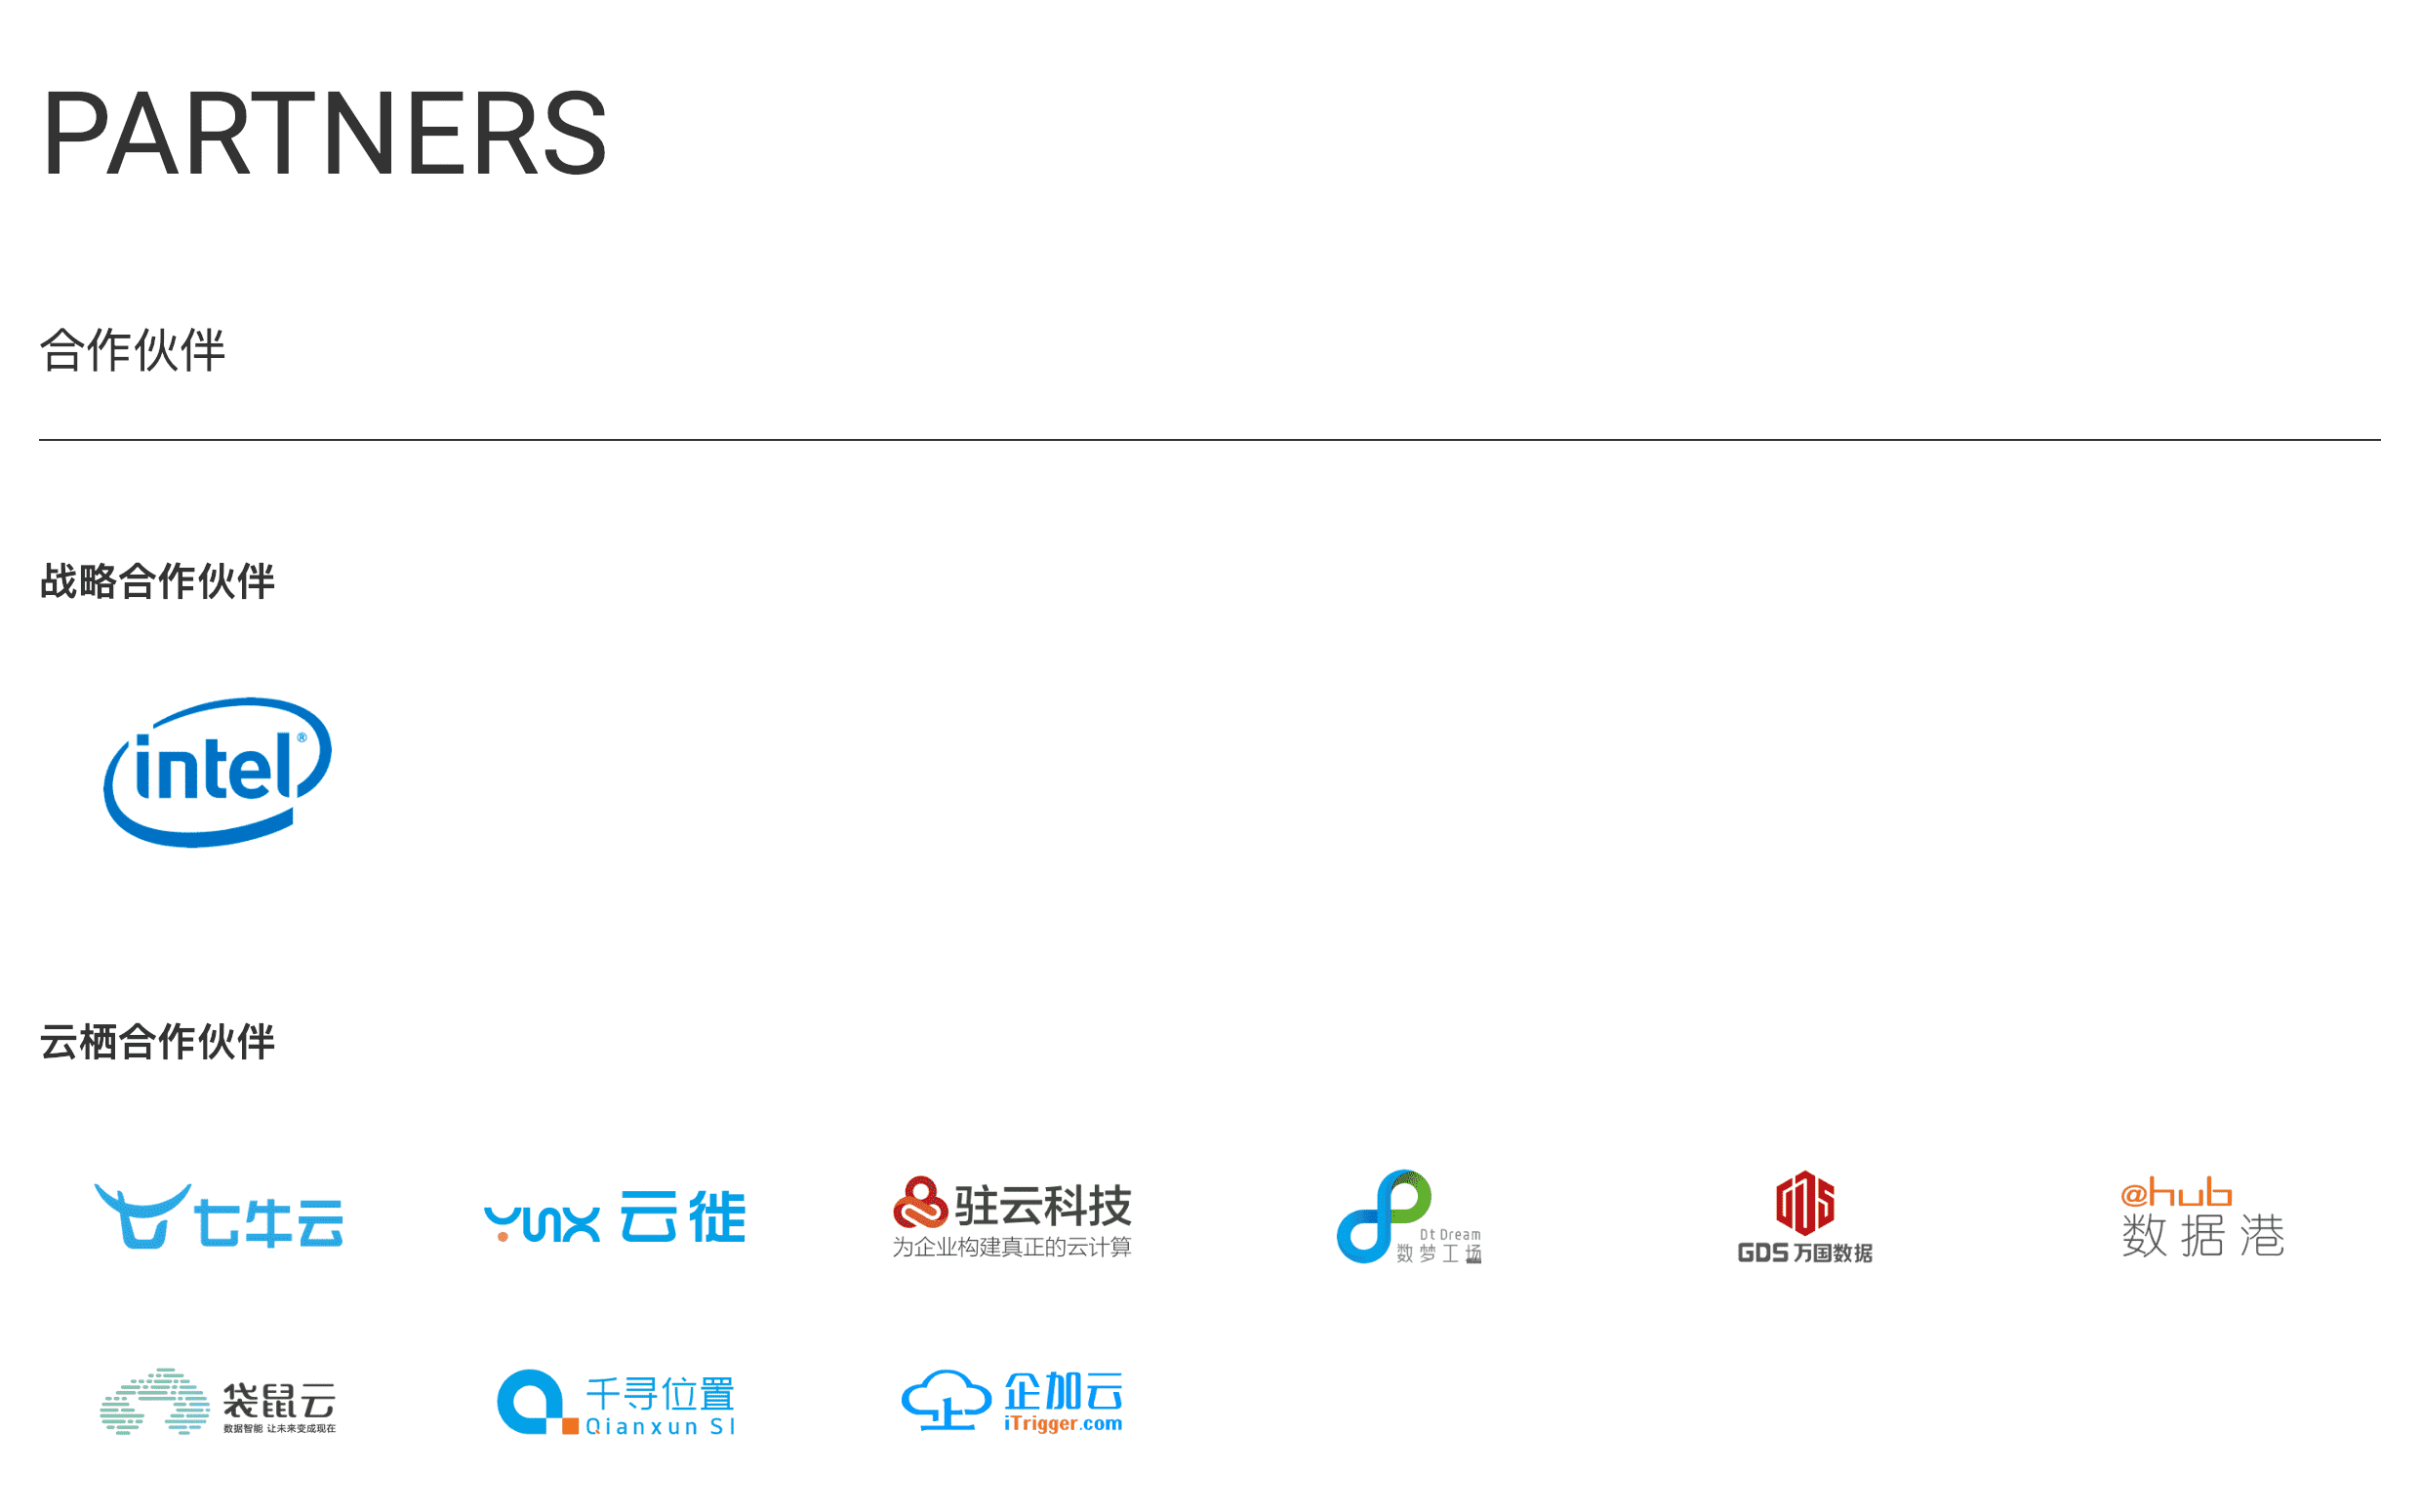 PARTNERS
合作伙伴
战略合作伙伴
intel®
云栖合作伙伴
七牛云
yunx 云徙
驻云科技
为企业构建真正的云计算
Dt Dream
数梦工场
GDS 万国数据
@hub
数据港
袋鼠云
数据智能 让未来变成现在
千寻位置
Qianxun SI
企加云
iTrigger.com